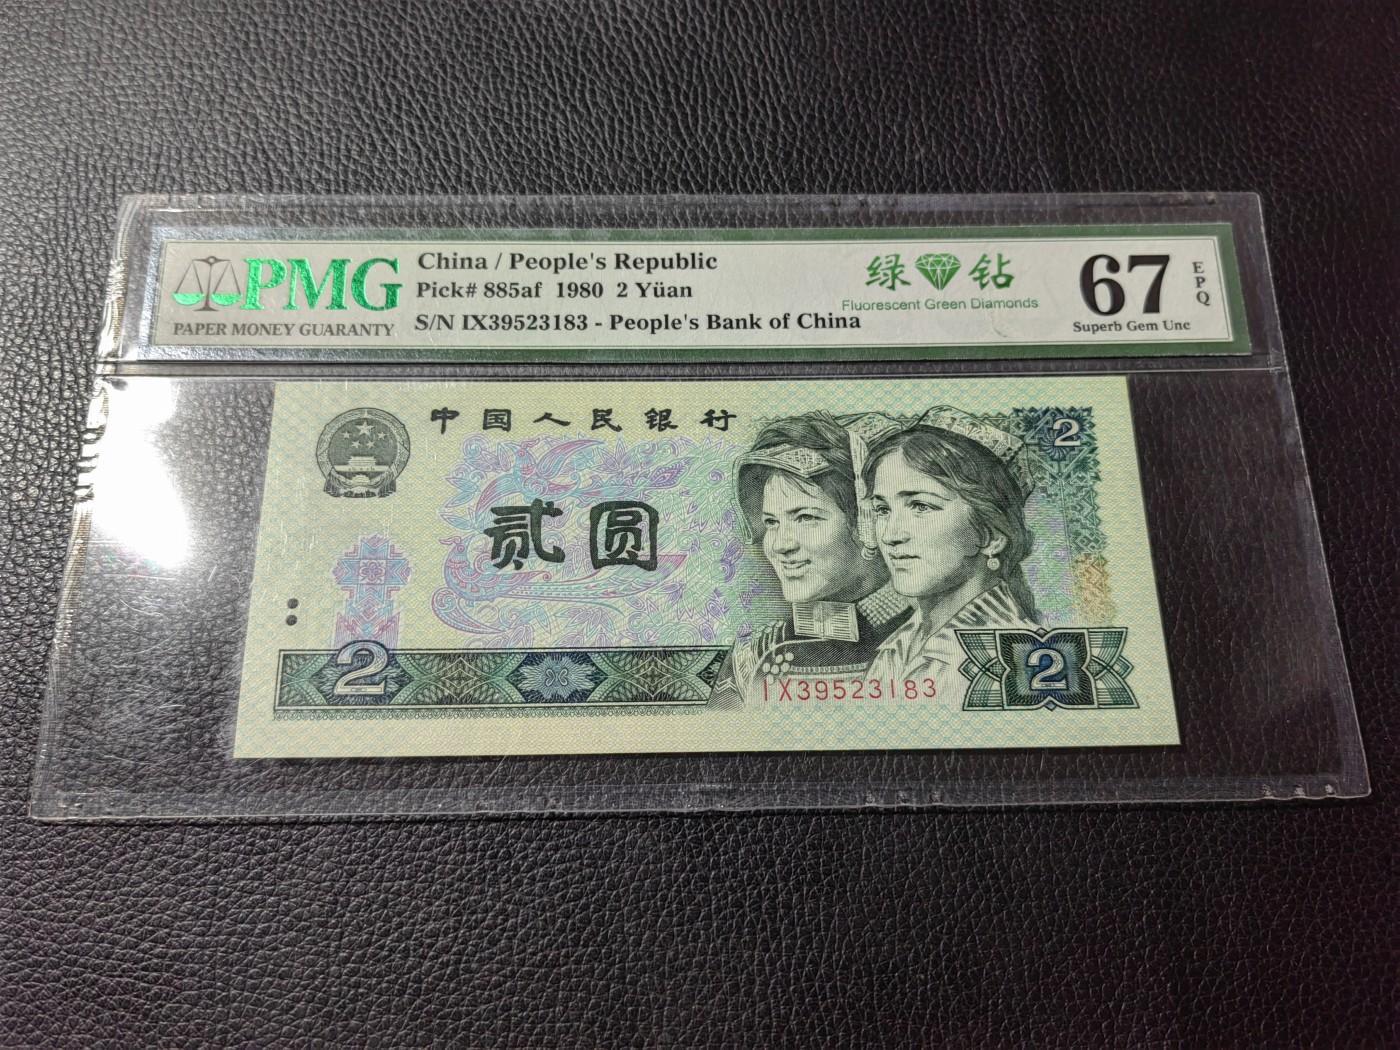 PMG
PAPER MONEY GUARANTY
China / People's Republic
Pick# 885af 1980 2 Yüan
S/N IX39523183 - People's Bank of China
绿钻
Fluorescent Green Diamonds
67
EPQ
Superb Gem Unc
中国人民银行
2
贰圆
2
2
IX39523183